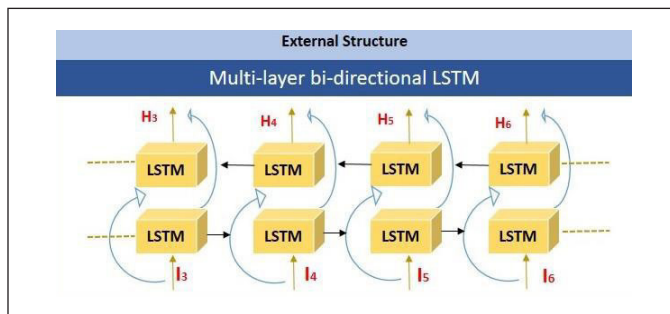 External Structure
Multi-layer bi-directional LSTM
H3 H4 H5 H6
LSTM LSTM LSTM LSTM
LSTM LSTM LSTM LSTM
I3 I4 I5 I6